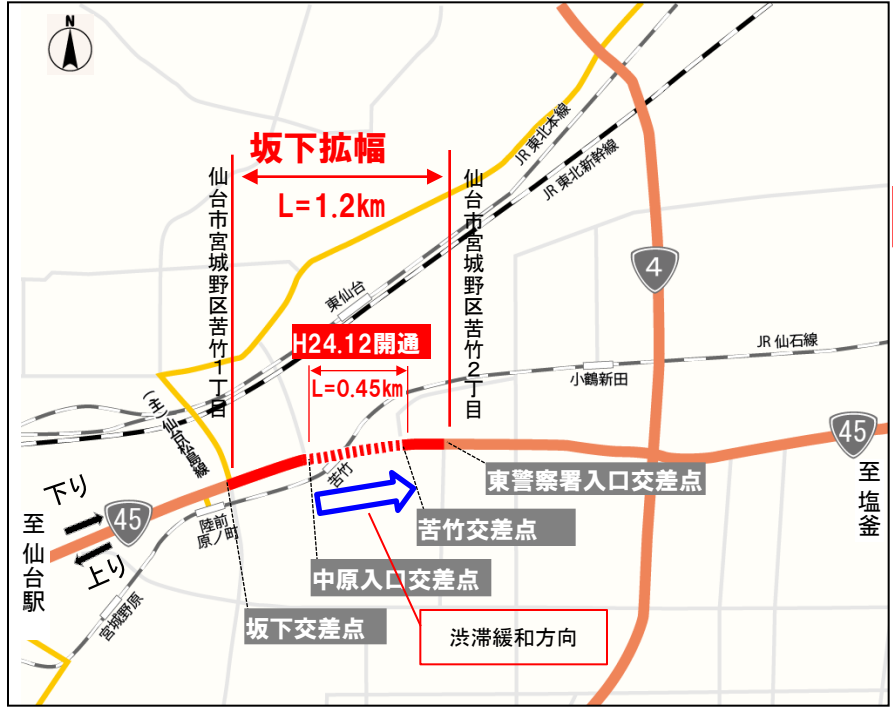 N
坂下拡幅
L=1.2km
仙台市宮城野区苦竹1丁目
仙台市宮城野区苦竹2丁目
JR 東北本線
JR 東北新幹線
4
東仙台
H24.12開通
L=0.45km
JR 仙石線
小鶴新田
(主)仙台松島線
45
至 塩釜
東警察署入口交差点
苦竹
下り
45
上り
至 仙台駅
陸前
原ノ町
苦竹交差点
中原入口交差点
宮城野原
坂下交差点
渋滞緩和方向